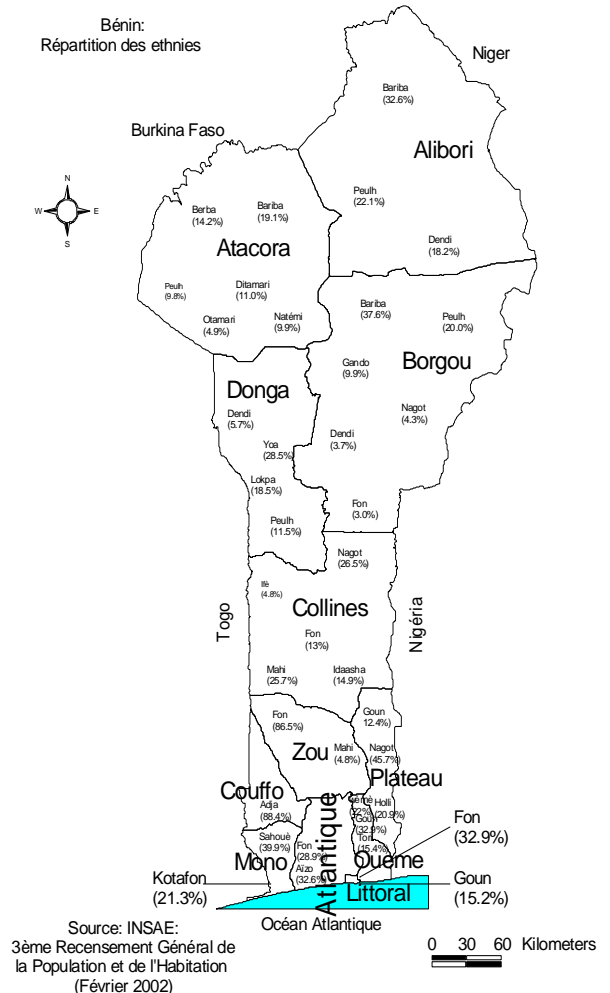 Bénin:
Répartition des ethnies
Niger
Bariba
(32.6%)
Burkina Faso
Alibori
N
W
E
S
Peulh
(22.1%)
Berba
(14.2%)
Bariba
(19.1%)
Dendi
(18.2%)
Atacora
Peulh
(9.8%)
Ditamari
(11.0%)
Otamari
(4.9%)
Natémi
(9.9%)
Bariba
(37.6%)
Peulh
(20.0%)
Gando
(9.9%)
Borgou
Donga
Nagot
(4.3%)
Dendi
(5.7%)
Dendi
(3.7%)
Yoa
(28.5%)
Lokpa
(18.5%)
Fon
(3.0%)
Peulh
(11.5%)
Nagot
(26.5%)
Ifè
(4.8%)
Collines
Togo
Nigéria
Fon
(13%)
Mahi
(25.7%)
Idaasha
(14.9%)
Fon
(86.5%)
Goun
(12.4%)
Zou
Mahi
(4.8%)
Nagot
(45.7%)
Plateau
Couffo
Adja
(88.4%)
Holli
(20.9%)
Goun
(32.9%)
Tori
(15.4%)
Fon
(32.9%)
Sahouè
(39.9%)
Fon
(28.9%)
Atlantique
Mono
Ouémé
Aïzo
(32.6%)
Kotafon
(21.3%)
Littoral
Goun
(15.2%)
Océan Atlantique
Source: INSAE:
3ème Recensement Général de
la Population et de l'Habitation
(Février 2002)
0 30 60 Kilometers